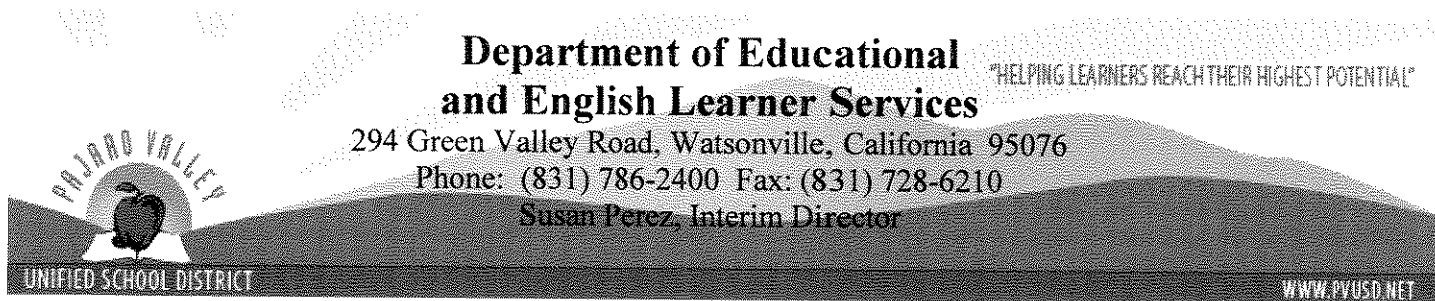 Department of Educational
and English Learner Services
"HELPING LEARNERS REACH THEIR HIGHEST POTENTIAL"
294 Green Valley Road, Watsonville, California 95076
Phone: (831) 786-2400 Fax: (831) 728-6210
Susan Perez, Interim Director
PAJARO VALLEY
UNIFIED SCHOOL DISTRICT
WWW.PVUSD.NET